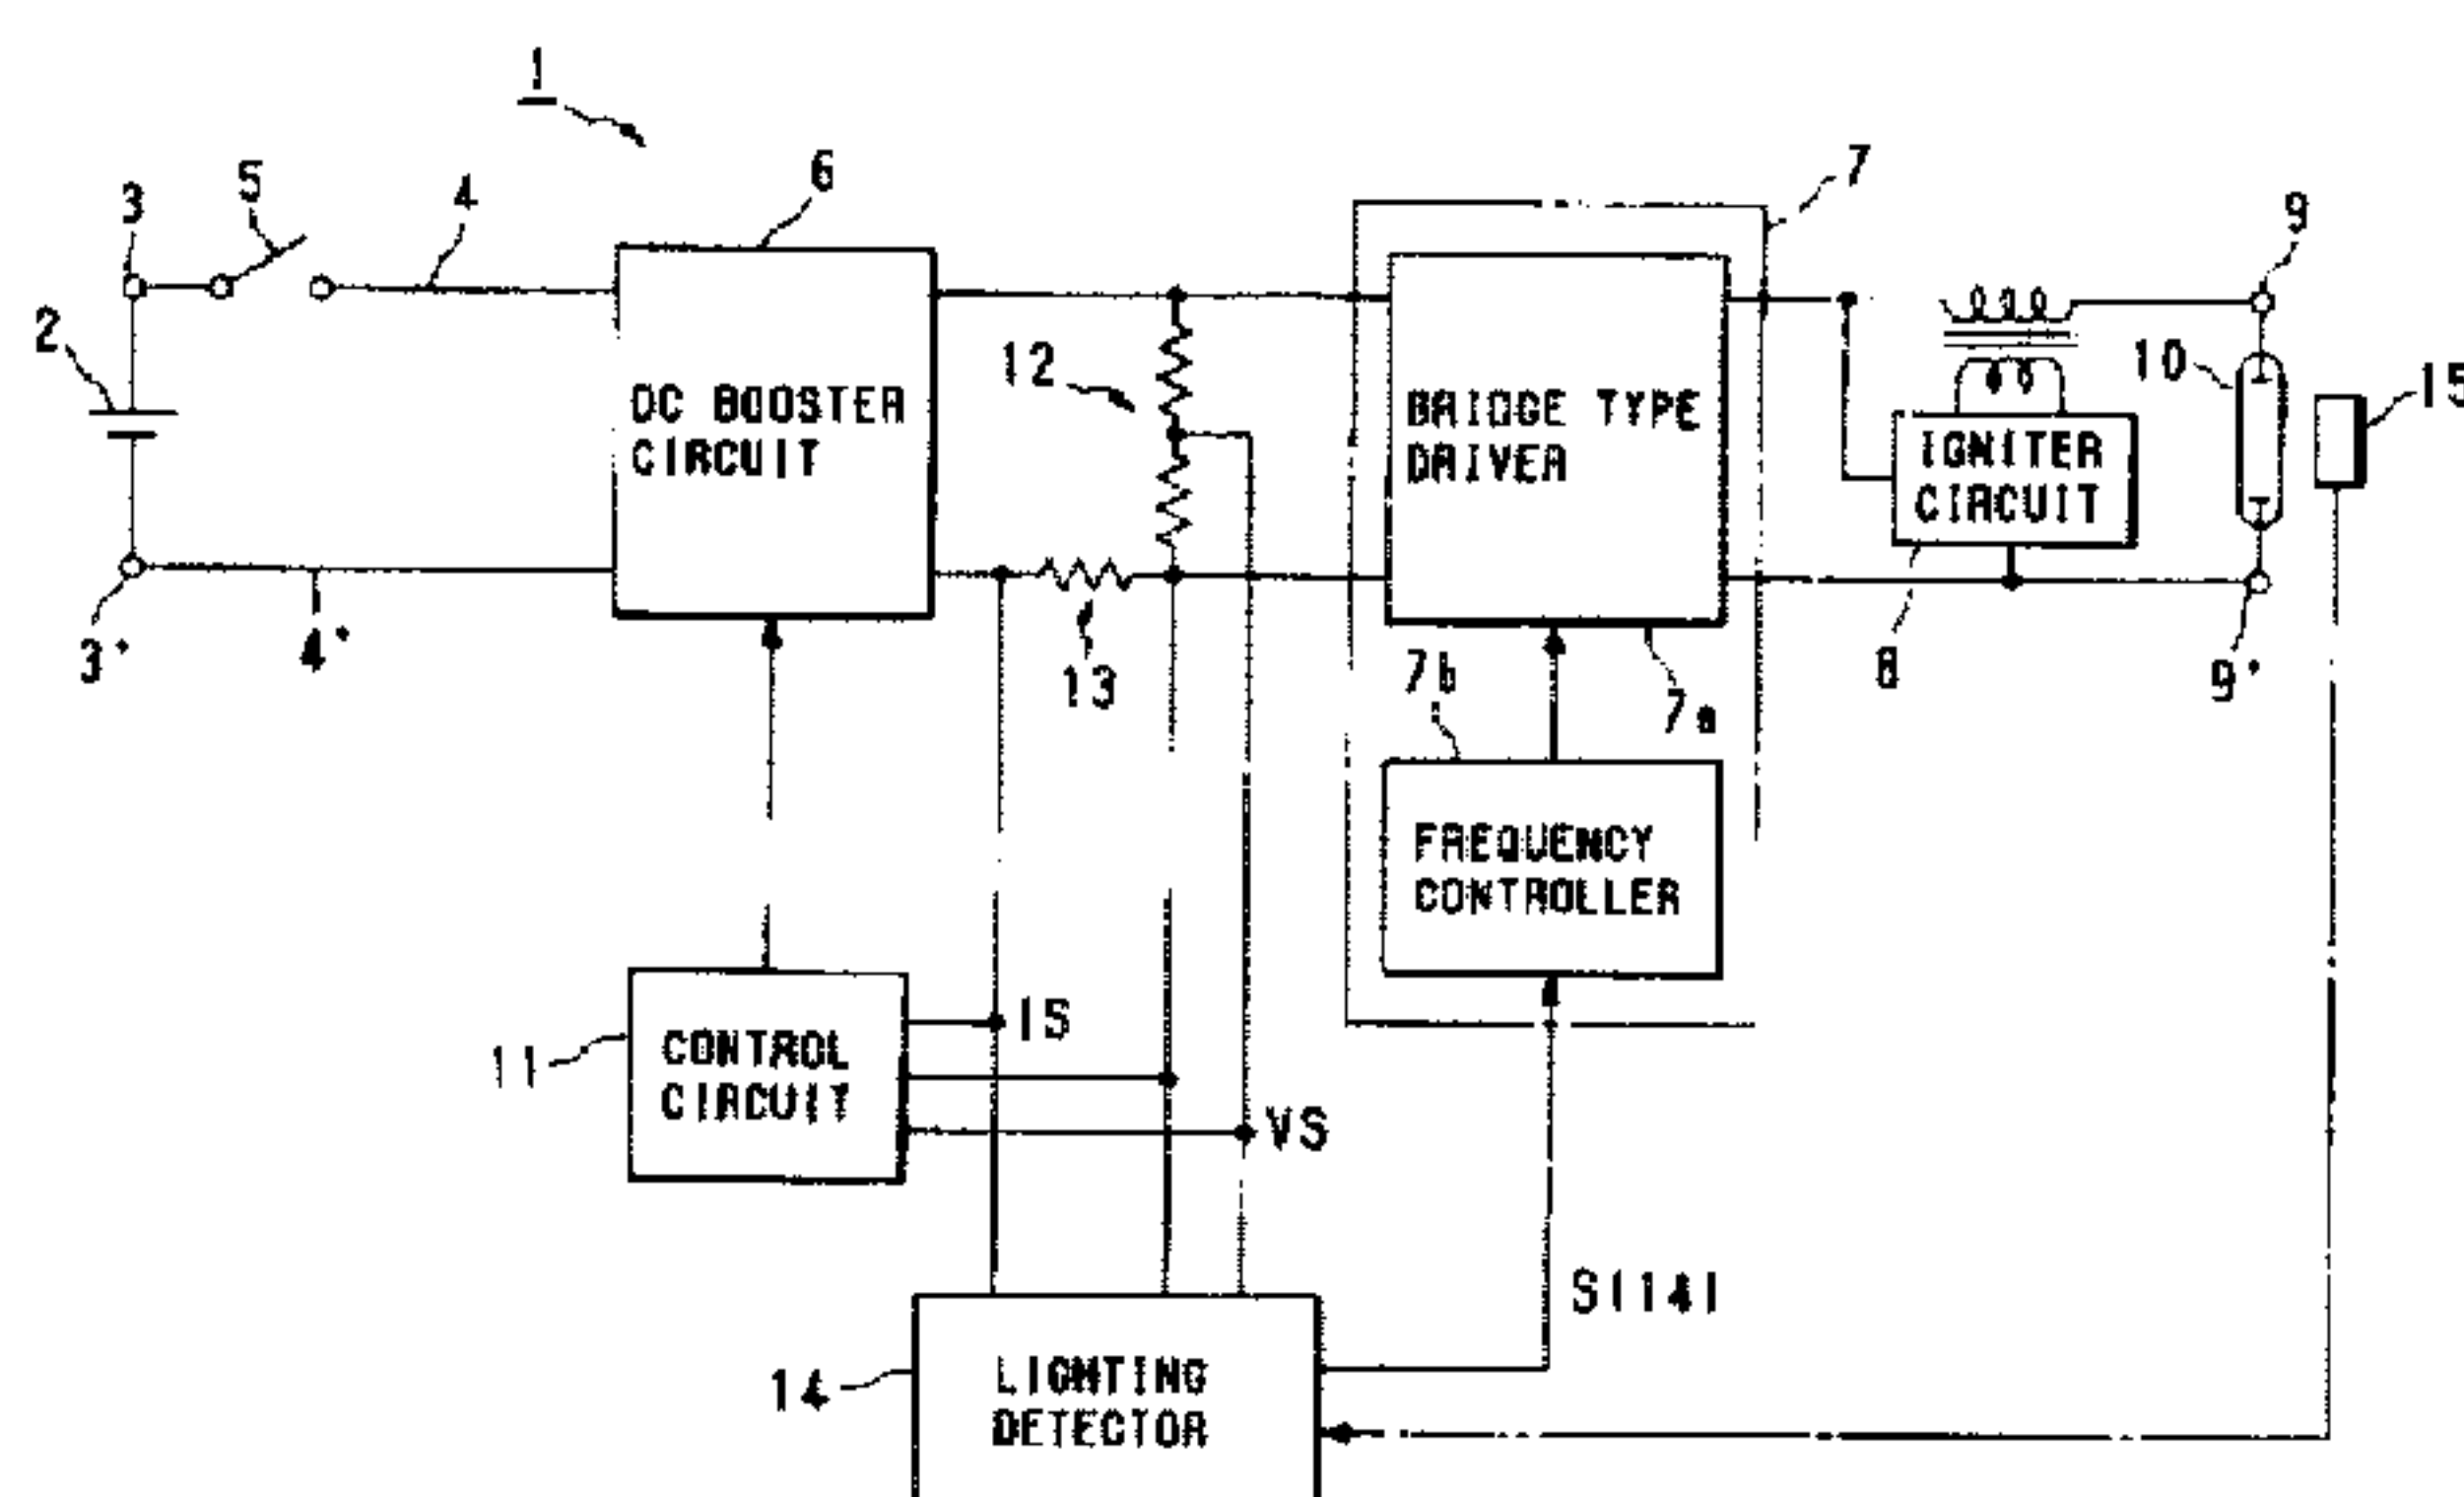 1
5
6
7
3
4
9
2
12
10
15
DC BOOSTER
CIRCUIT
BRIDGE TYPE
DRIVER
IGNITER
CIRCUIT
3'
4'
13
7b
7a
8
9'
FREQUENCY
CONTROLLER
IS
11
CONTROL
CIRCUIT
VS
S(14)
14
LIGHTING
DETECTOR